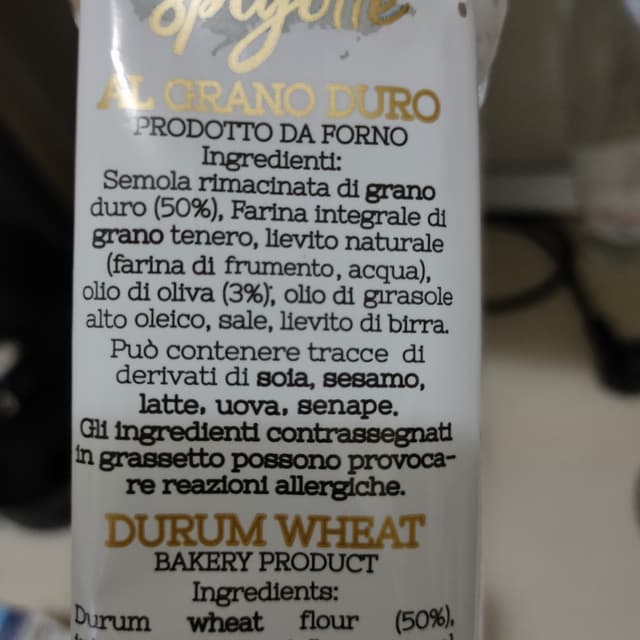 AL GRANO DURO
PRODOTTO DA FORNO
Ingredienti:
Semola rimacinata di grano
duro (50%), Farina integrale di
grano tenero, lievito naturale
(farina di frumento, acqua),
olio di oliva (3%), olio di girasole
alto oleico, sale, lievito di birra.
Può contenere tracce di
derivati di soia, sesamo,
latte, uova, senape.
Gli ingredienti contrassegnati
in grassetto possono provoca-
re reazioni allergiche.
DURUM WHEAT
BAKERY PRODUCT
Ingredients:
Durum wheat flour (50%),